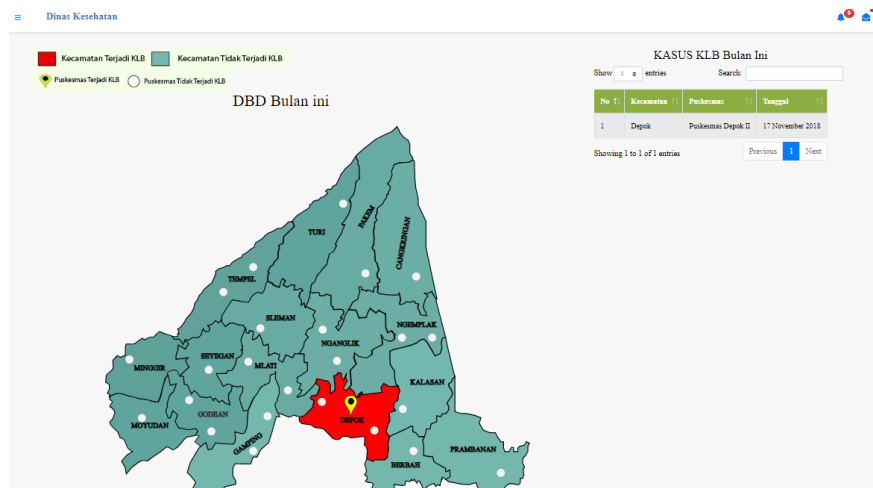 Dinas Kesehatan
0
Kecamatan Terjadi KLB
Kecamatan Tidak Terjadi KLB
Puskesmas Terjadi KLB
Puskesmas Tidak Terjadi KLB
DBD Bulan ini
TURI
PAKEM
CANGKRINGAN
TEMPEL
SLEMAN
NGEMPLAK
NGANGLIK
SEYEGAN
MINGGIR
MLATI
KALASAN
GODEAN
MOYUDAN
DEPOK
GAMPING
PRAMBANAN
BERBAH
KASUS KLB Bulan Ini
Show entries Search:
No Kecamatan Puskesmas Tanggal
1 Depok Puskesmas Depok II 17 November 2018
Showing 1 to 1 of 1 entries
Previous 1 Next